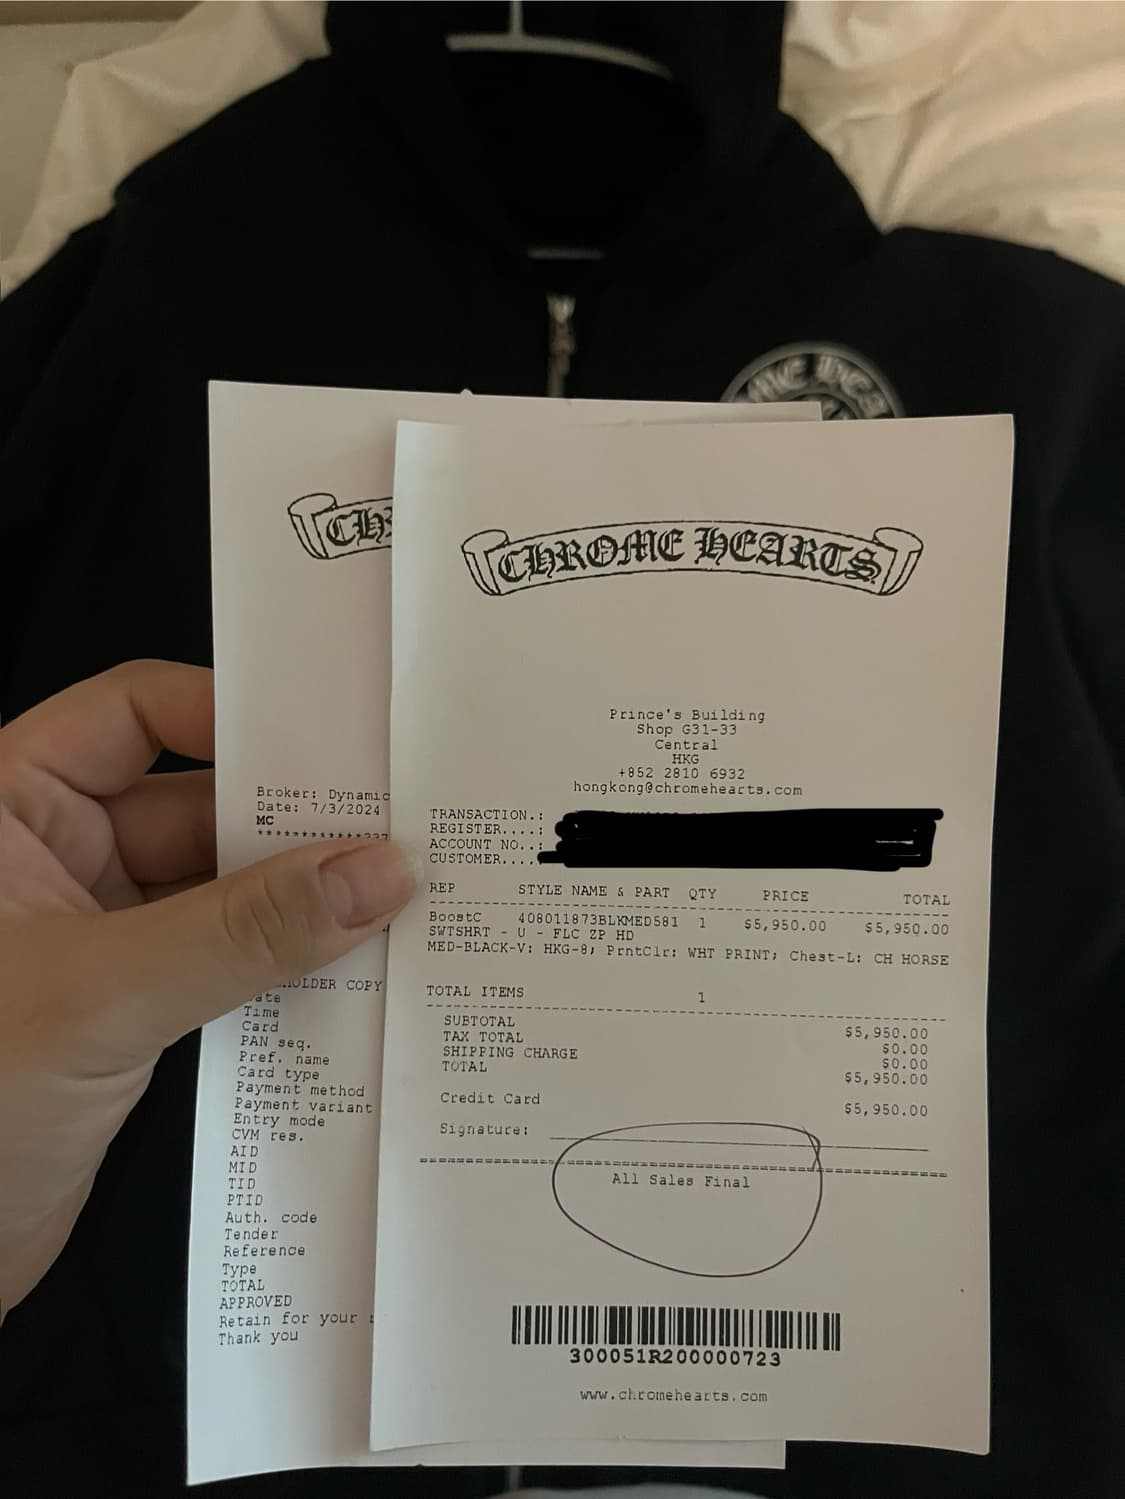 CHROME HEARTS
Prince's Building
Shop G31-33
Central
HKG
+852 2810 6932
hongkong@chromehearts.com
TRANSACTION.:
REGISTER....:
ACCOUNT NO..:
CUSTOMER....
REP STYLE NAME & PART QTY PRICE TOTAL
BoostC 408011873BLKMED581 1 $5,950.00 $5,950.00
SWTSHRT - U - FLC ZP HD
MED-BLACK-V: HKG-8; PrntClr: WHT PRINT; Chest-L: CH HORSE
TOTAL ITEMS 1
SUBTOTAL $5,950.00
TAX TOTAL $0.00
SHIPPING CHARGE $0.00
TOTAL $5,950.00
Credit Card $5,950.00
Signature:
All Sales Final
300051R200000723
www.chromehearts.com
CH
Broker: Dynamic
Date: 7/3/2024
MC
OLDER COPY
ate
Time
Card
PAN seq.
Pref. name
Card type
Payment method
Payment variant
Entry mode
CVM res.
AID
MID
TID
PTID
Auth. code
Tender
Reference
Type
TOTAL
APPROVED
Retain for your
Thank you